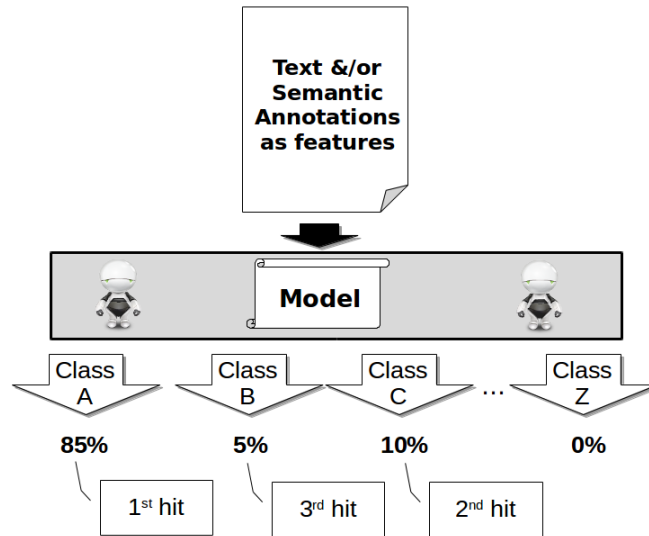 Text &/or
Semantic
Annotations
as features
Model
Class
A
Class
B
Class
C
...
Class
Z
85%
5%
10%
0%
1st hit
3rd hit
2nd hit